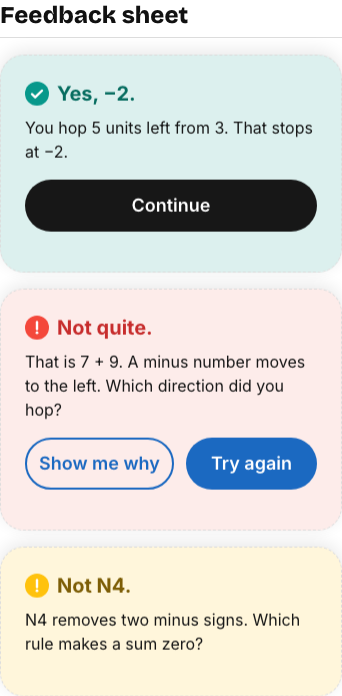 Feedback sheet
Yes, −2.
You hop 5 units left from 3. That stops
at −2.
Continue
Not quite.
That is 7 + 9. A minus number moves
to the left. Which direction did you
hop?
Show me why
Try again
Not N4.
N4 removes two minus signs. Which
rule makes a sum zero?